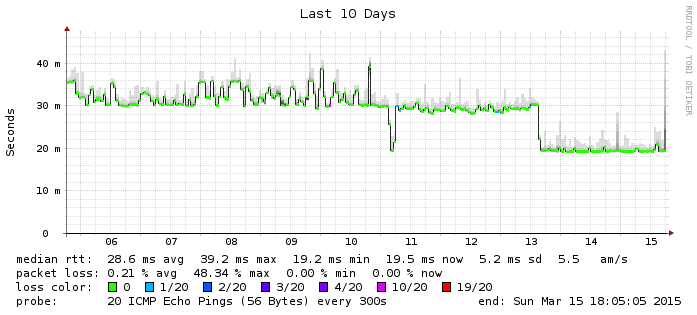 Last 10 Days
RRDTOOL / TOBI OETIKER
Seconds
40 m
30 m
20 m
10 m
0
06 07 08 09 10 11 12 13 14 15
median rtt: 28.6 ms avg 39.2 ms max 19.2 ms min 19.5 ms now 5.2 ms sd 5.5 am/s
packet loss: 0.21 % avg 48.34 % max 0.00 % min 0.00 % now
loss color: 0 1/20 2/20 3/20 4/20 10/20 19/20
probe: 20 ICMP Echo Pings (56 Bytes) every 300s end: Sun Mar 15 18:05:05 2015